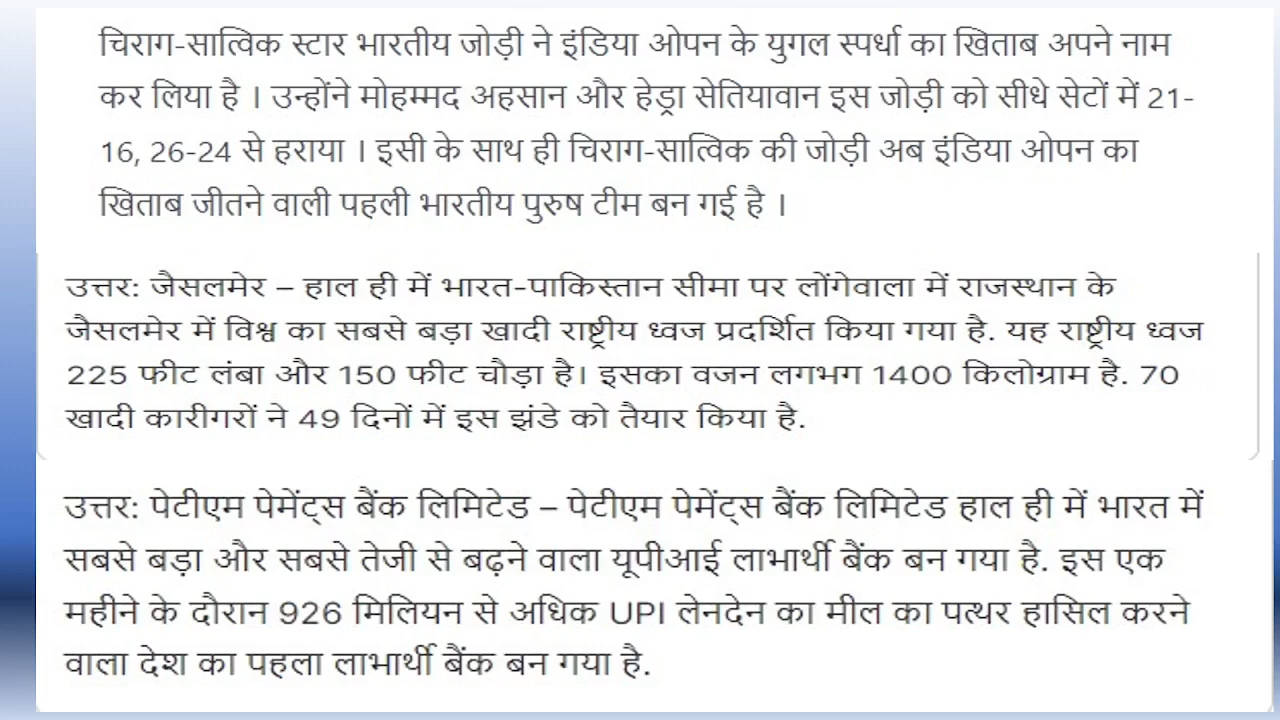 चिराग-सात्विक स्टार भारतीय जोड़ी ने इंडिया ओपन के युगल स्पर्धा का खिताब अपने नाम
कर लिया है । उन्होंने मोहम्मद अहसान और हेड्रा सेतियावान इस जोड़ी को सीधे सेटों में 21-
16, 26-24 से हराया । इसी के साथ ही चिराग-सात्विक की जोड़ी अब इंडिया ओपन का
खिताब जीतने वाली पहली भारतीय पुरुष टीम बन गई है ।
उत्तर: जैसलमेर – हाल ही में भारत-पाकिस्तान सीमा पर लोंगेवाला में राजस्थान के
जैसलमेर में विश्व का सबसे बड़ा खादी राष्ट्रीय ध्वज प्रदर्शित किया गया है. यह राष्ट्रीय ध्वज
225 फीट लंबा और 150 फीट चौड़ा है। इसका वजन लगभग 1400 किलोग्राम है. 70
खादी कारीगरों ने 49 दिनों में इस झंडे को तैयार किया है.
उत्तर: पेटीएम पेमेंट्स बैंक लिमिटेड – पेटीएम पेमेंट्स बैंक लिमिटेड हाल ही में भारत में
सबसे बड़ा और सबसे तेजी से बढ़ने वाला यूपीआई लाभार्थी बैंक बन गया है. इस एक
महीने के दौरान 926 मिलियन से अधिक UPI लेनदेन का मील का पत्थर हासिल करने
वाला देश का पहला लाभार्थी बैंक बन गया है.